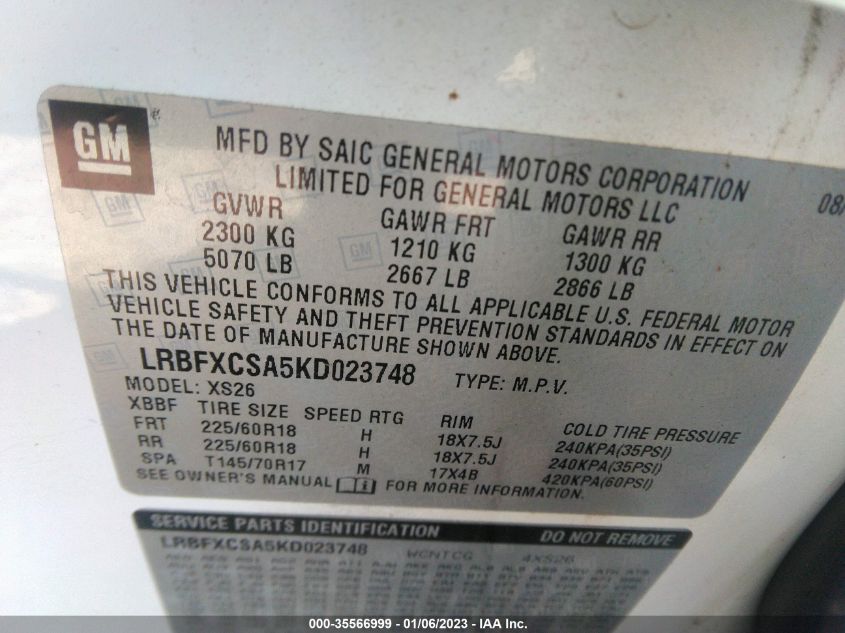 GM
MFD BY SAIC GENERAL MOTORS CORPORATION
LIMITED FOR GENERAL MOTORS LLC
08/
GVWR GAWR FRT GAWR RR
2300 KG 1210 KG 1300 KG
5070 LB 2667 LB 2866 LB
THIS VEHICLE CONFORMS TO ALL APPLICABLE U.S. FEDERAL MOTOR
VEHICLE SAFETY AND THEFT PREVENTION STANDARDS IN EFFECT ON
THE DATE OF MANUFACTURE SHOWN ABOVE.
LRBFXCSA5KD023748 TYPE: M.P.V.
MODEL: XS26
XBBF TIRE SIZE SPEED RTG RIM COLD TIRE PRESSURE
FRT 225/60R18 H 18X7.5J 240KPA(35PSI)
RR 225/60R18 H 18X7.5J 240KPA(35PSI)
SPA T145/70R17 M 17X4B 420KPA(60PSI)
SEE OWNER'S MANUAL FOR MORE INFORMATION.
SERVICE PARTS IDENTIFICATION DO NOT REMOVE
LRBFXCSA5KD023748 WCNTCG 4XS26
000-35566999 - 01/06/2023 - IAA Inc.